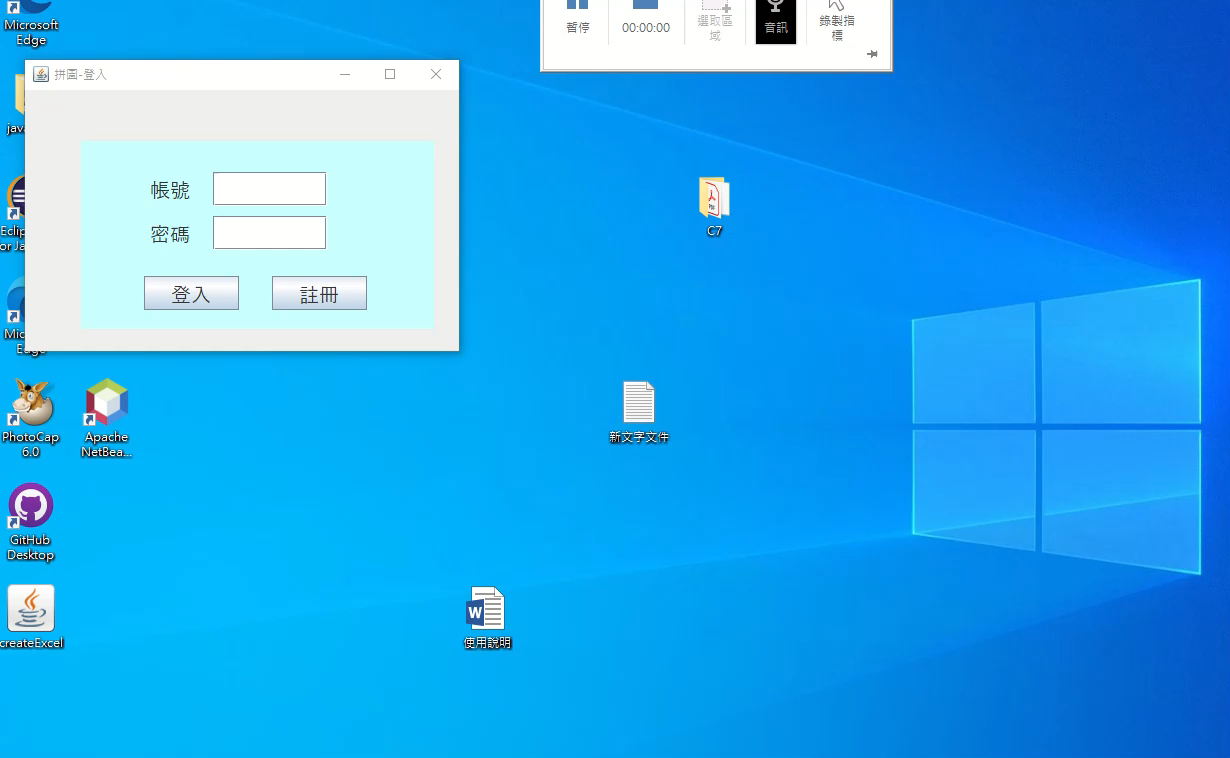 Microsoft
Edge
暫停
00:00:00
選取區
域
音訊
錄製指
標
拼圖-登入
帳號
密碼
登入
註冊
C7
PhotoCap
6.0
Apache
NetBea...
新文字文件
GitHub
Desktop
createExcel
使用說明